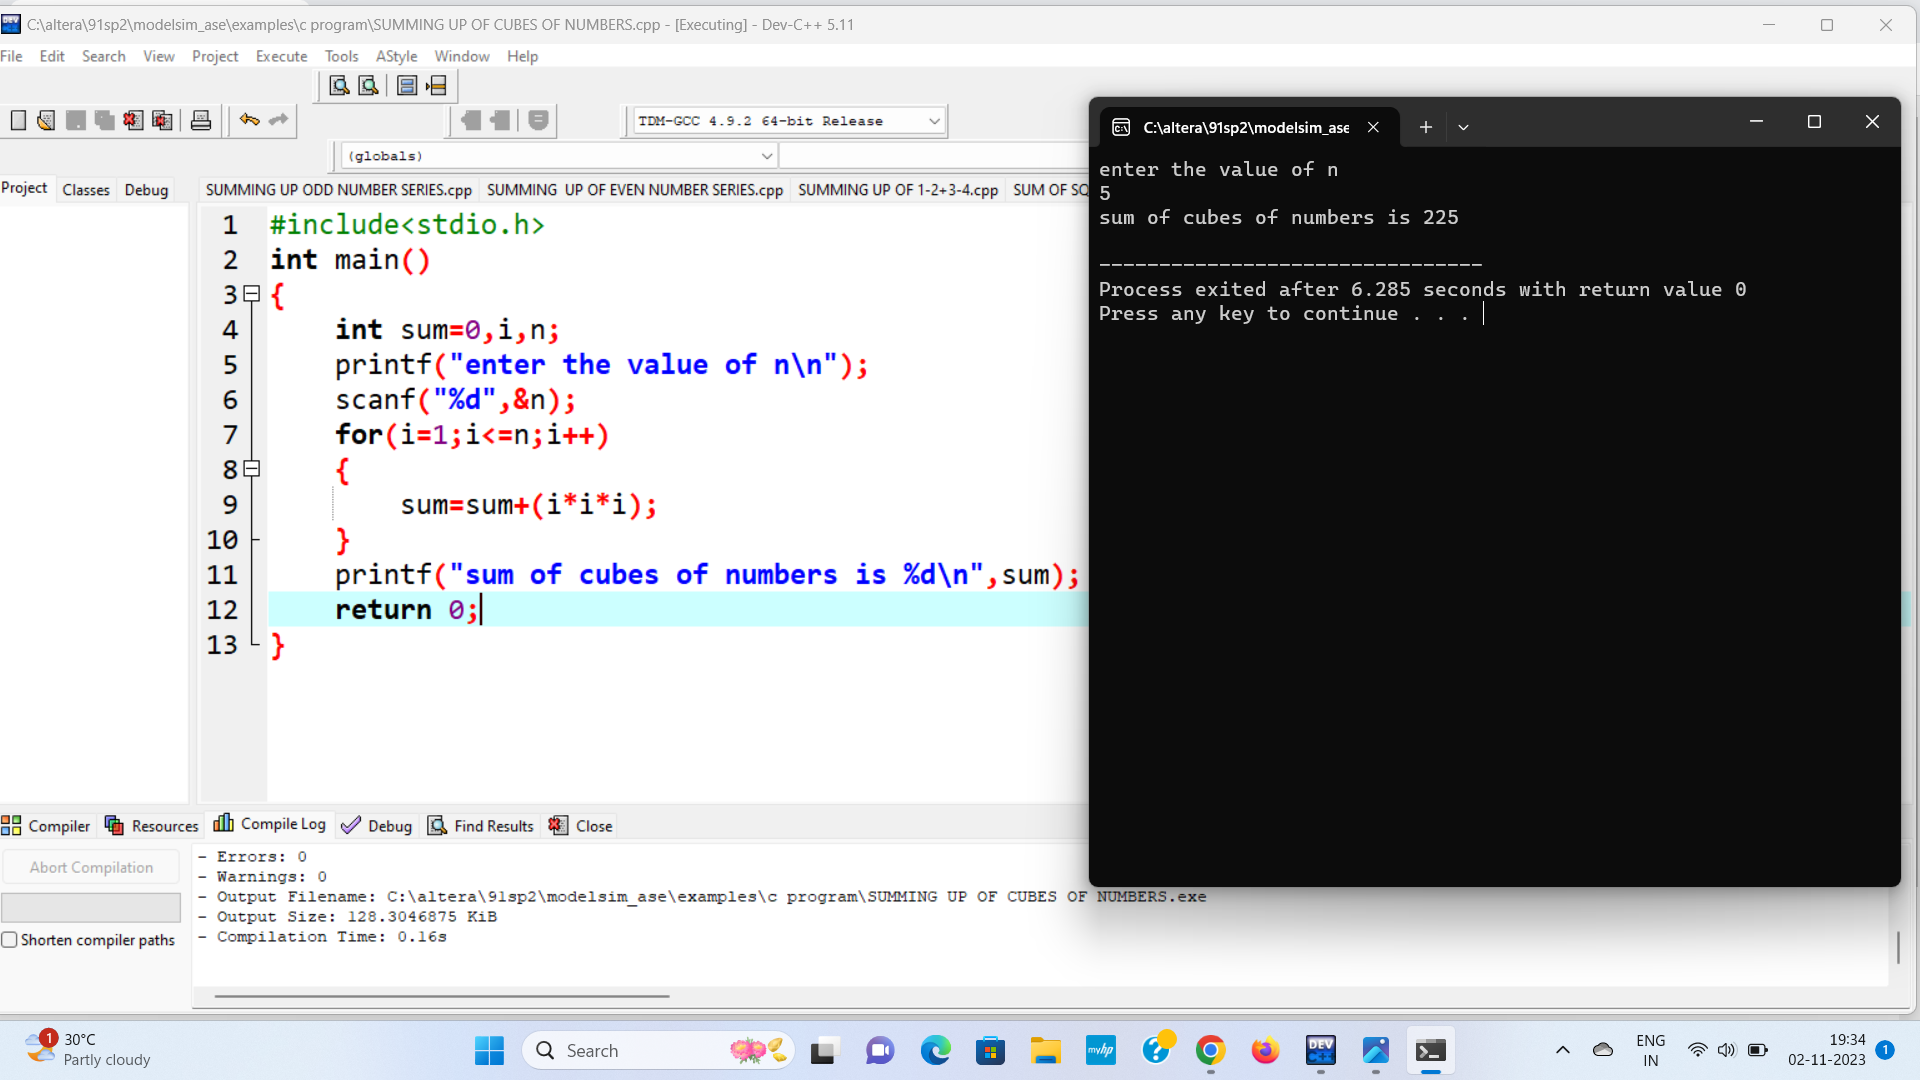 C:\altera\91sp2\modelsim_ase\examples\c program\SUMMING UP OF CUBES OF NUMBERS.cpp - [Executing] - Dev-C++ 5.11
File Edit Search View Project Execute Tools AStyle Window Help
TDM-GCC 4.9.2 64-bit Release
(globals)
Project Classes Debug
SUMMING UP ODD NUMBER SERIES.cpp SUMMING  UP OF EVEN NUMBER SERIES.cpp SUMMING UP OF 1-2+3-4.cpp SUM OF SQ
1 #include<stdio.h>
2 int main()
3 {
4 int sum=0,i,n;
5 printf("enter the value of n\n");
6 scanf("%d",&n);
7 for(i=1;i<=n;i++)
8 {
9 sum=sum+(i*i*i);
10 }
11 printf("sum of cubes of numbers is %d\n",sum);
12 return 0;
13 }
C:\altera\91sp2\modelsim_ase
enter the value of n
5
sum of cubes of numbers is 225
--------------------------------
Process exited after 6.285 seconds with return value 0
Press any key to continue . . .
Compiler Resources Compile Log Debug Find Results Close
Abort Compilation
Shorten compiler paths
- Errors: 0
- Warnings: 0
- Output Filename: C:\altera\91sp2\modelsim_ase\examples\c program\SUMMING UP OF CUBES OF NUMBERS.exe
- Output Size: 128.3046875 KiB
- Compilation Time: 0.16s
1
30°C
Partly cloudy
Search
myhp
DEV
ENG
IN
19:34
02-11-2023
1